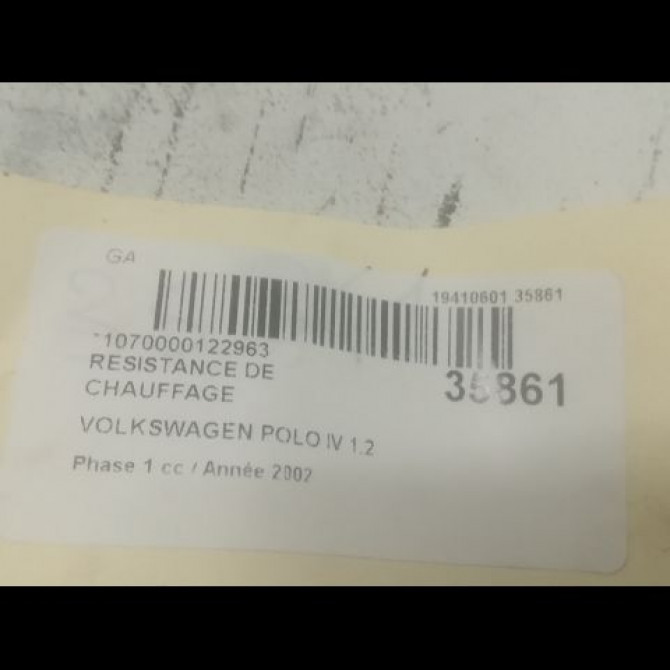 GA
19410601 35861
1070000122963
RESISTANCE DE
CHAUFFAGE
35861
VOLKSWAGEN POLO IV 1.2
Phase 1 cc / Année 2002